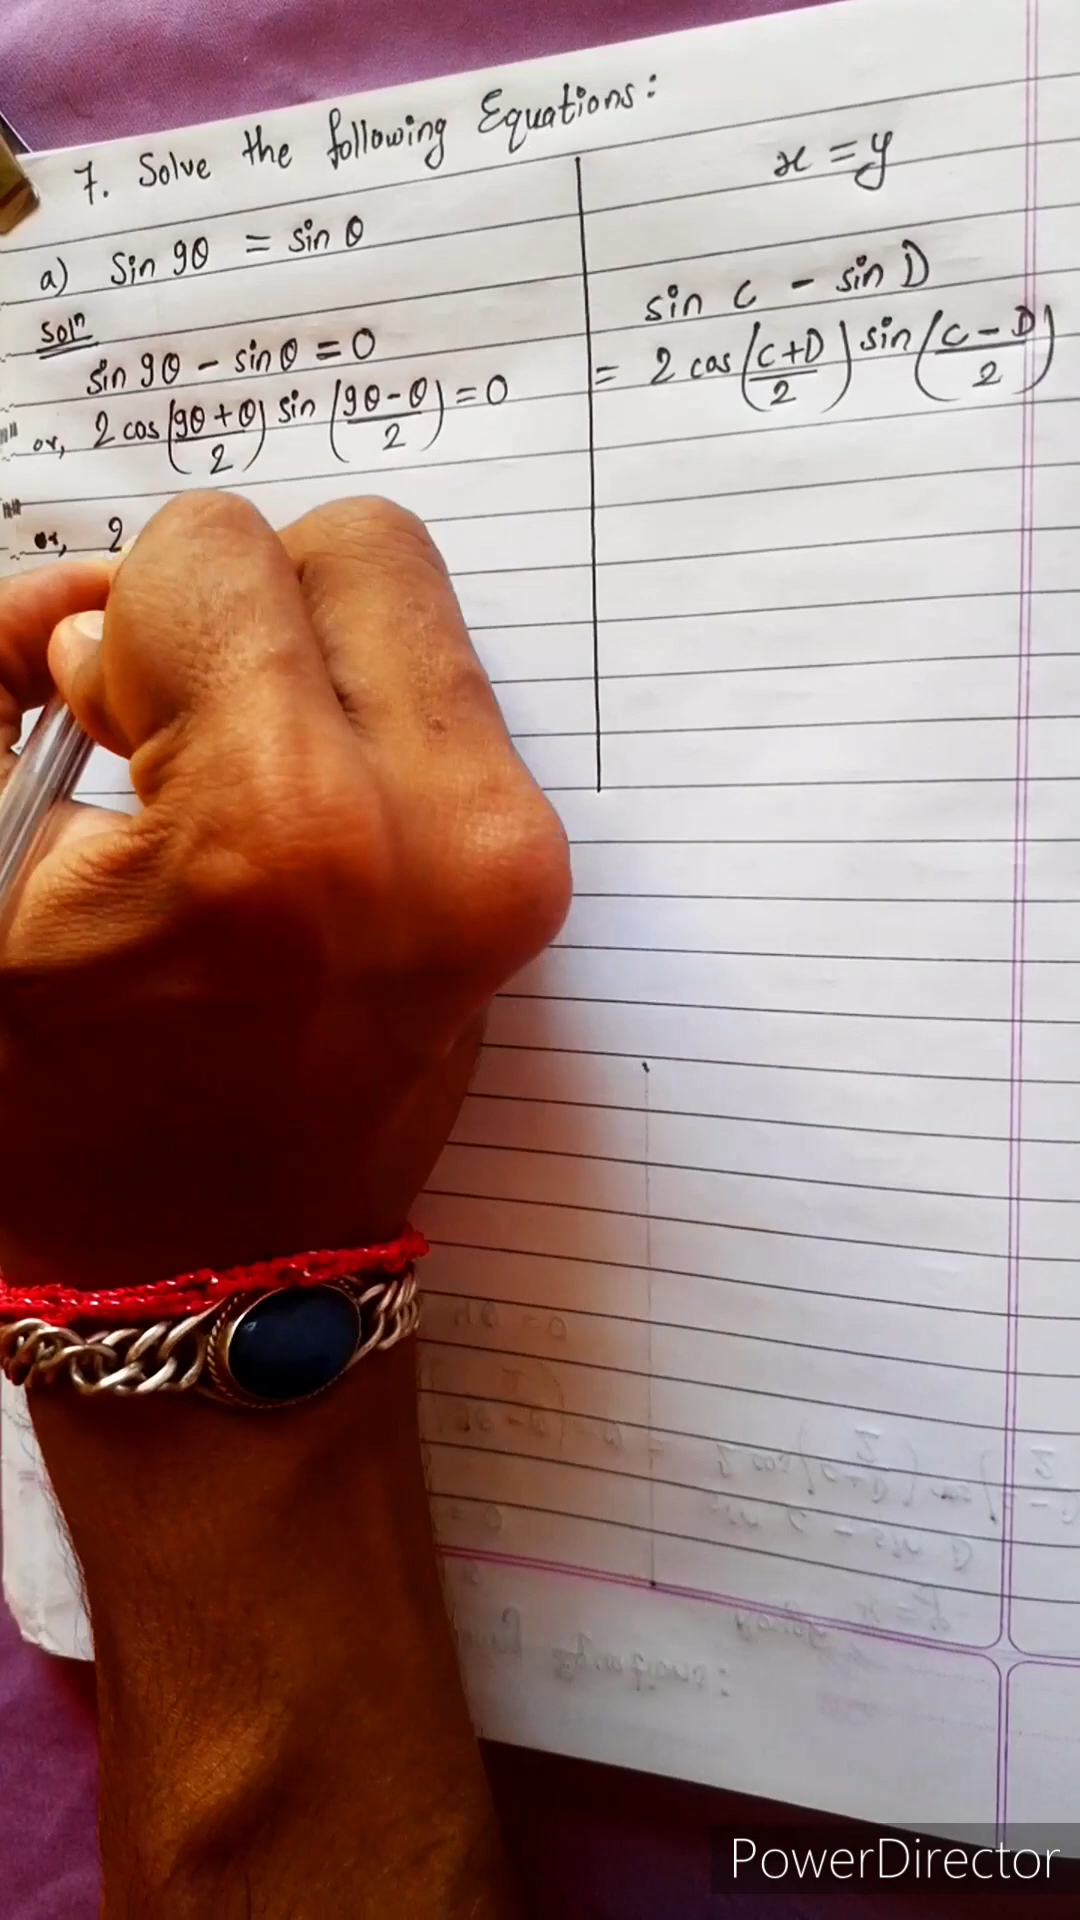 7. Solve the following Equations:
a) Sin 9θ = sin θ
Solⁿ
sin 9θ - sin θ = 0
or, 2 cos (9θ + θ / 2) sin (9θ - θ / 2) = 0
or, 2
x = y
sin C - sin D
= 2 cos (C + D / 2) sin (C - D / 2)
PowerDirector